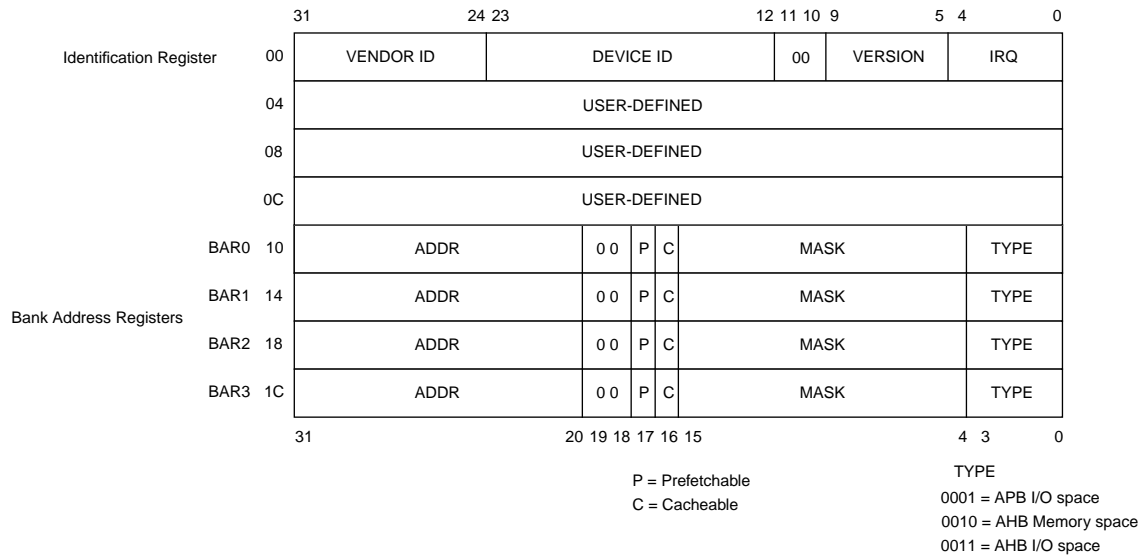 31 24 23 12 11 10 9 5 4 0
Identification Register 00 VENDOR ID DEVICE ID 00 VERSION IRQ
04 USER-DEFINED
08 USER-DEFINED
0C USER-DEFINED
BAR0 10 ADDR 0 0 P C MASK TYPE
BAR1 14 ADDR 0 0 P C MASK TYPE
Bank Address Registers
BAR2 18 ADDR 0 0 P C MASK TYPE
BAR3 1C ADDR 0 0 P C MASK TYPE
31 20 19 18 17 16 15 4 3 0
P = Prefetchable
C = Cacheable
TYPE
0001 = APB I/O space
0010 = AHB Memory space
0011 = AHB I/O space